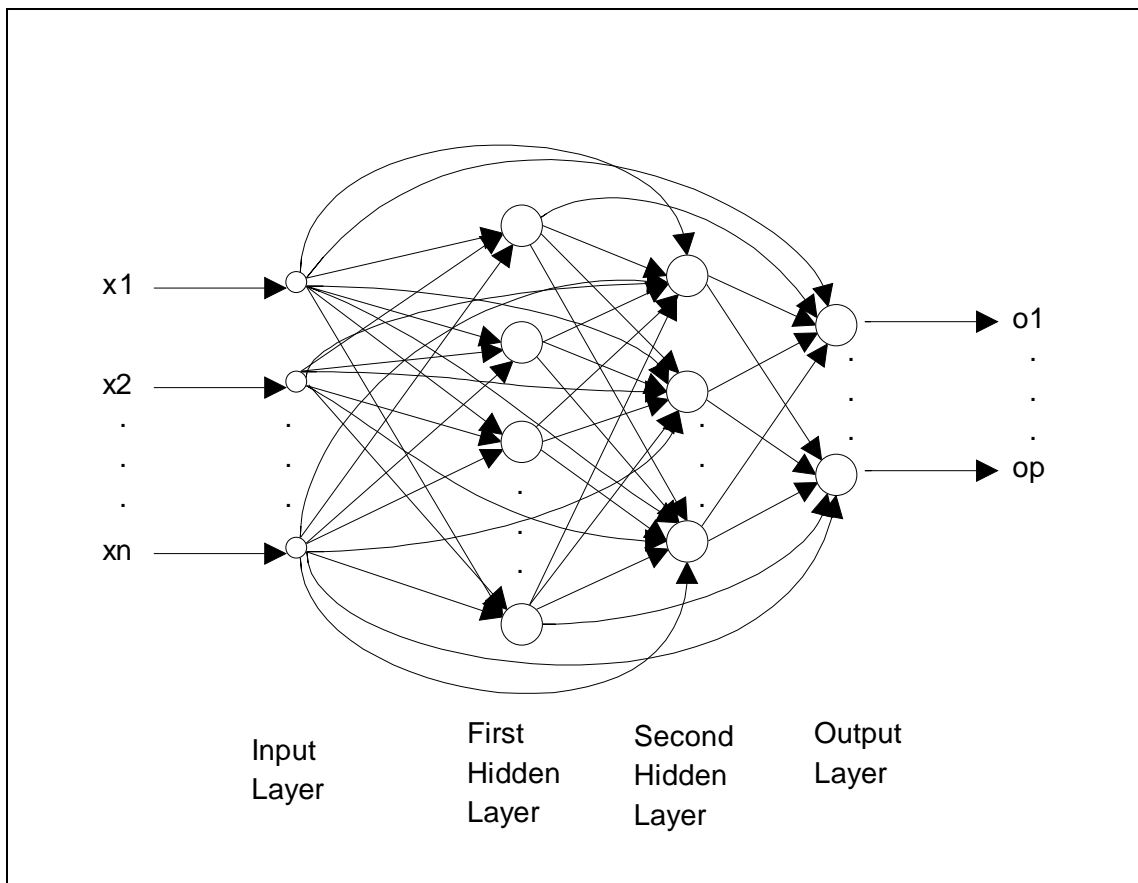 x1
x2
.
.
.
xn
.
.
.
.
.
.
.
.
.
.
.
.
o1
.
.
.
op
Input
Layer
First
Hidden
Layer
Second
Hidden
Layer
Output
Layer